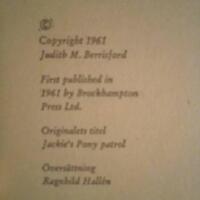 ©
Copyright 1961
Judith M. Berrisford
First published in
1961 by Brockhampton
Press Ltd.
Originalets titel
Jackie's Pony patrol
Översättning
Ragnhild Hallén